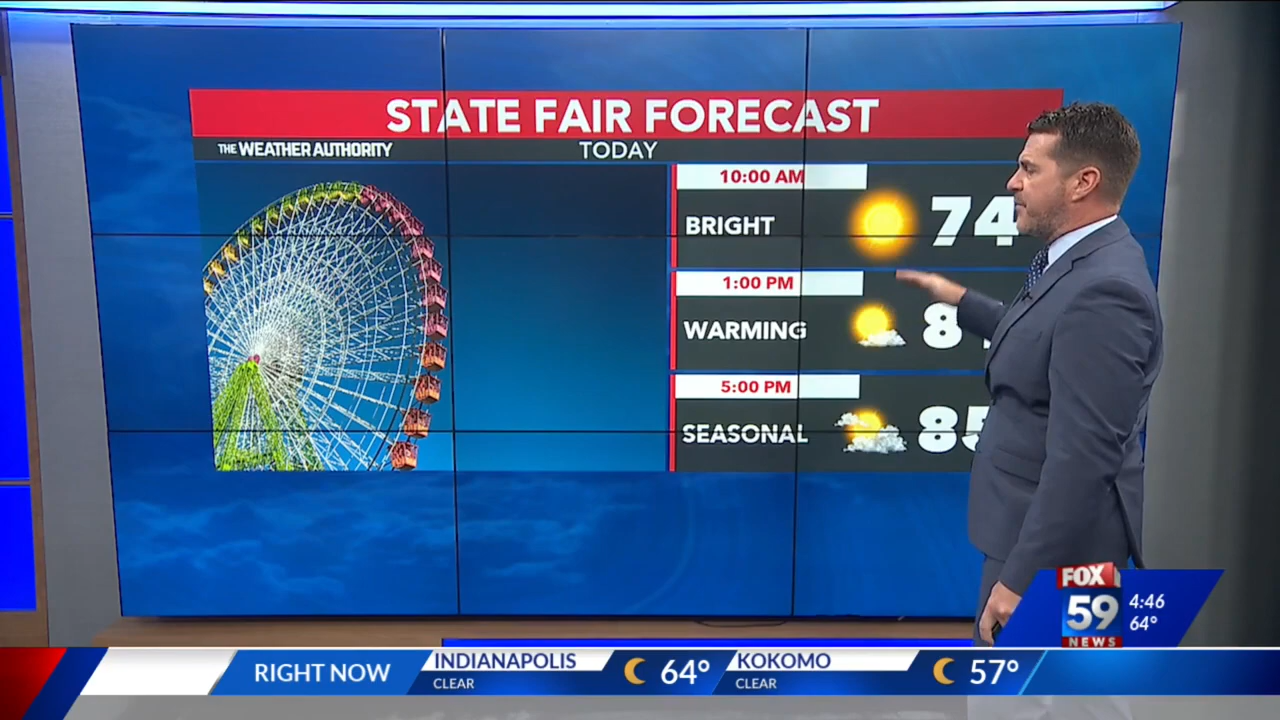 STATE FAIR FORECAST
THE WEATHER AUTHORITY
TODAY
10:00 AM
BRIGHT
74
1:00 PM
WARMING
5:00 PM
SEASONAL
85
FOX
59
NEWS
4:46
64°
RIGHT NOW
INDIANAPOLIS
CLEAR
64°
KOKOMO
CLEAR
57°